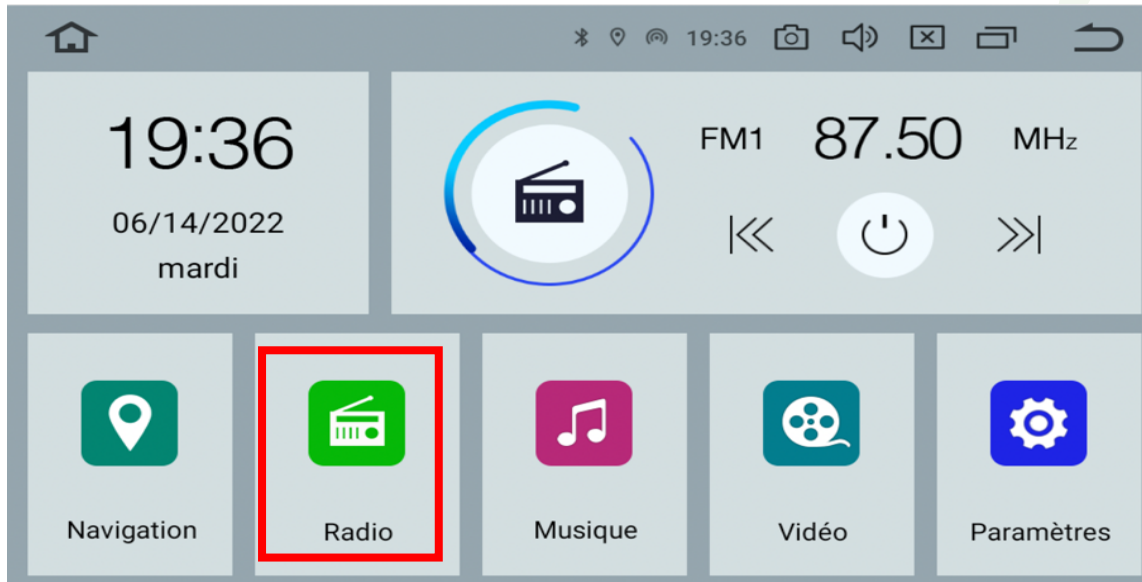 19:36
19:36
06/14/2022
mardi
FM1 87.50 MHz
Navigation
Radio
Musique
Vidéo
Paramètres